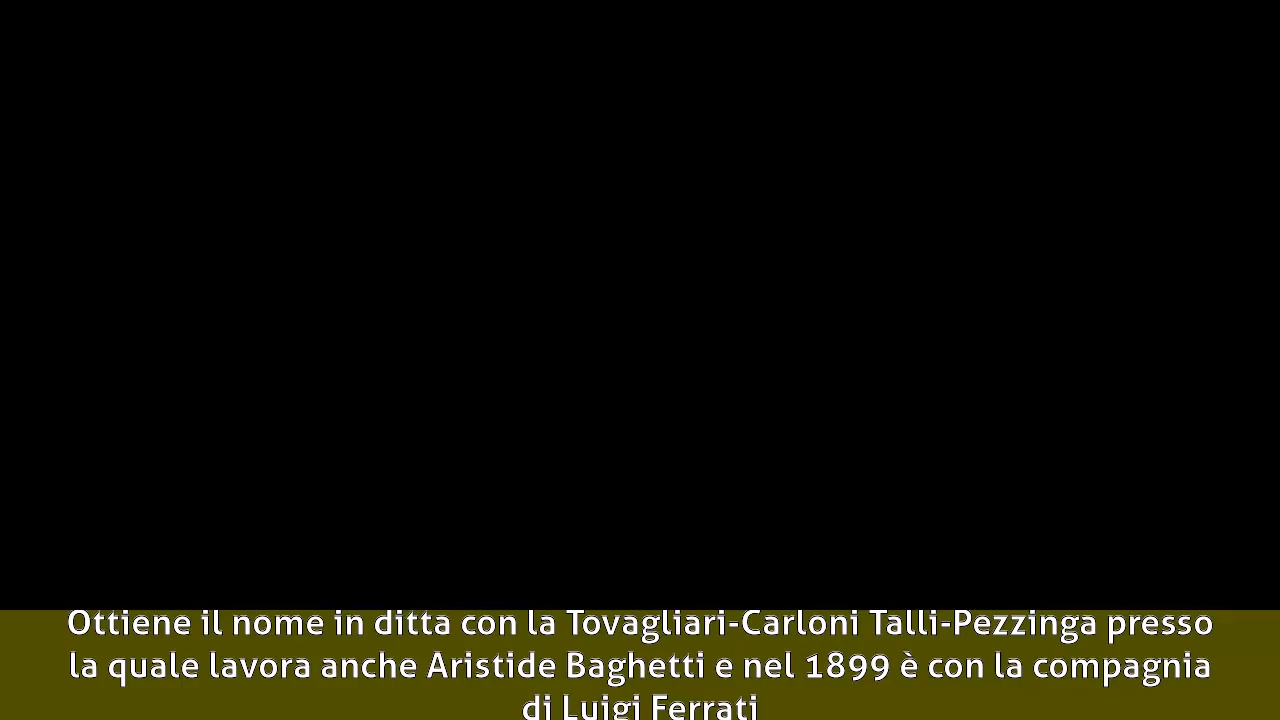 Ottiene il nome in ditta con la Tovagliari-Carloni Talli-Pezzinga presso
la quale lavora anche Aristide Baghetti e nel 1899 è con la compagnia
di Luigi Ferrati